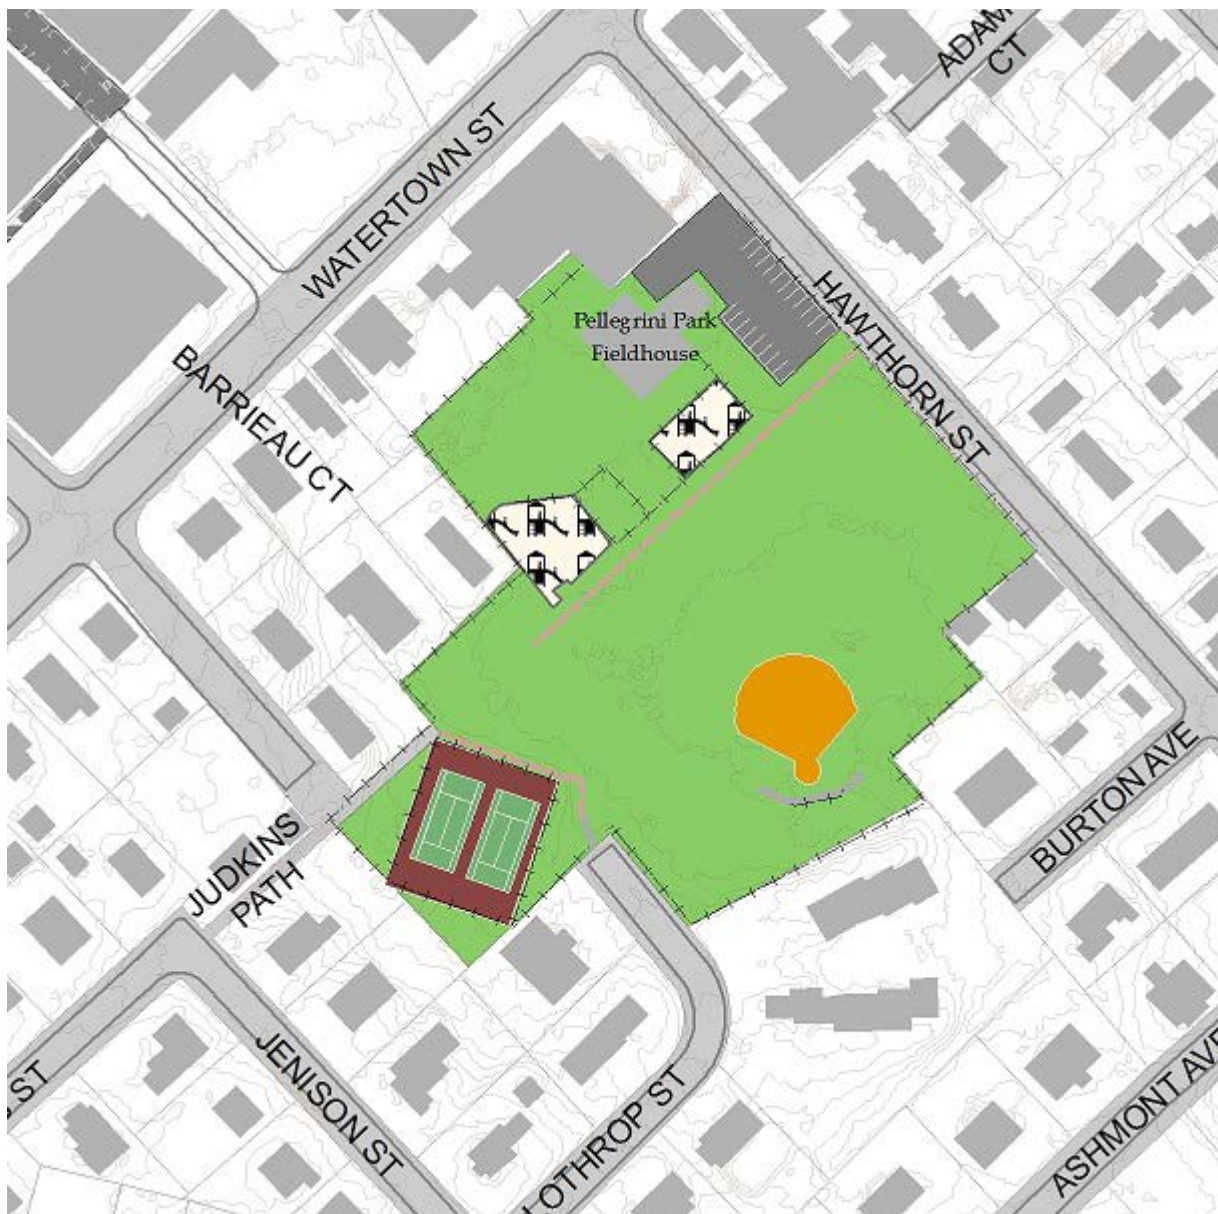 ADAM
CT
WATERTOWN ST
HAWTHORN ST
Pellegrini Park
Fieldhouse
BARRIEAU CT
BURTON AVE
JUDKINS
PATH
JENISON ST
ST
LOTHROP ST
ASHMONT AVE